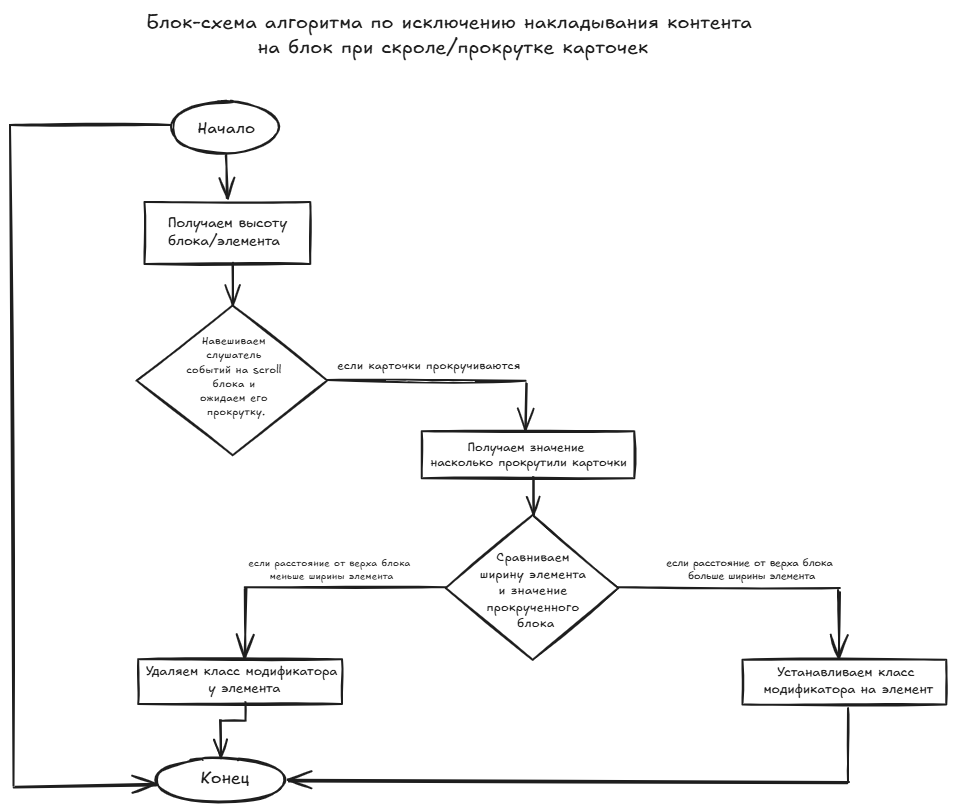 Блок-схема алгоритма по исключению накладывания контента
на блок при скроле/прокрутке карточек
Начало
Получаем высоту
блока/элемента
Навешиваем
слушатель
событий на scroll
блока и
ожидаем его
прокрутку.
если карточки прокручиваются
Получаем значение
насколько прокрутили карточки
Сравниваем
ширину элемента
и значение
прокрученного
блока
если расстояние от верха блока
меньше ширины элемента
если расстояние от верха блока
больше ширины элемента
Удаляем класс модификатора
у элемента
Устанавливаем класс
модификатора на элемент
Конец